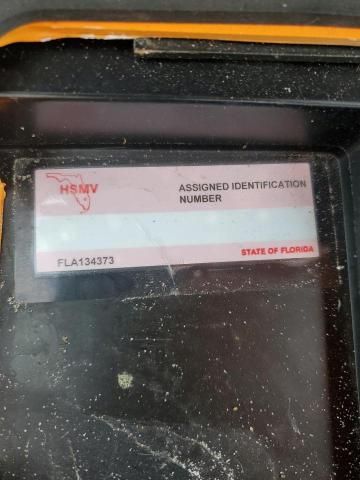 HSMV
ASSIGNED IDENTIFICATION
NUMBER
FLA134373
STATE OF FLORIDA